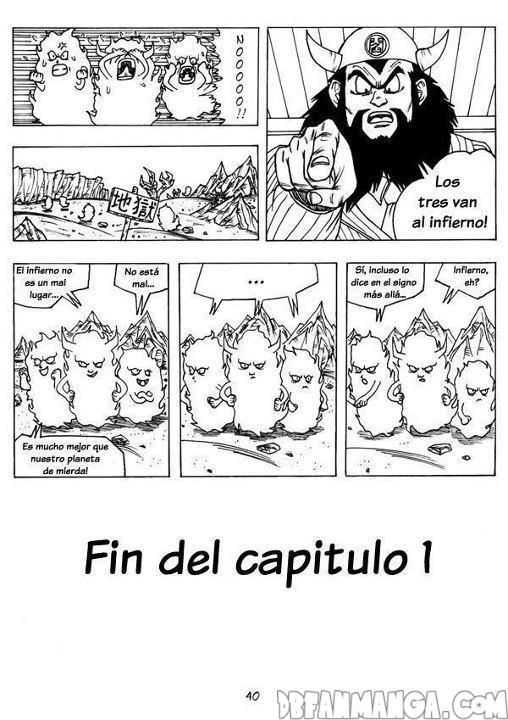 Los
tres van
al infierno!
NOOOOO!!
地獄
Infierno,
eh?
Sí, incluso lo
dice en el signo
más allá...
...
No está
mal...
El infierno no
es un mal
lugar...
Es mucho mejor que
nuestro planeta
de mierda!
Fin del capitulo 1
40
DBFANMANGA.COM